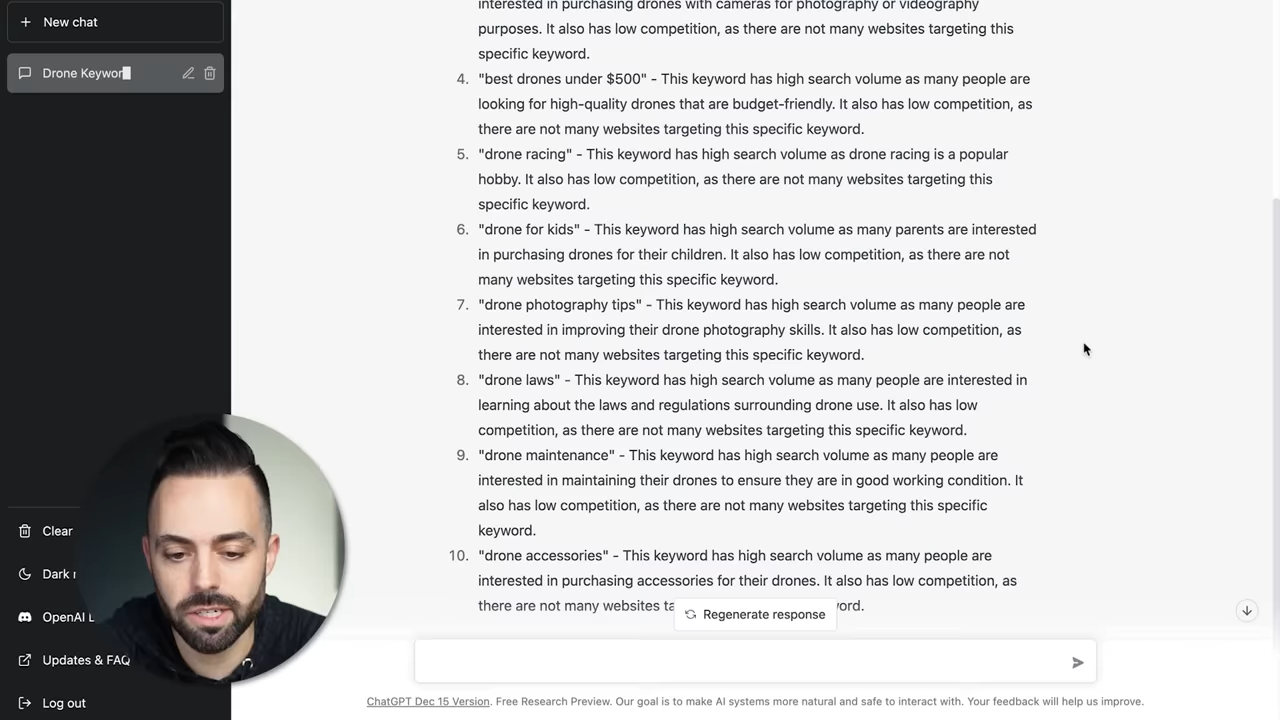 New chat
Drone Keywor
interested in purchasing drones with cameras for photography or videography
purposes. It also has low competition, as there are not many websites targeting this
specific keyword.
4. "best drones under $500" - This keyword has high search volume as many people are
looking for high-quality drones that are budget-friendly. It also has low competition, as
there are not many websites targeting this specific keyword.
5. "drone racing" - This keyword has high search volume as drone racing is a popular
hobby. It also has low competition, as there are not many websites targeting this
specific keyword.
6. "drone for kids" - This keyword has high search volume as many parents are interested
in purchasing drones for their children. It also has low competition, as there are not
many websites targeting this specific keyword.
7. "drone photography tips" - This keyword has high search volume as many people are
interested in improving their drone photography skills. It also has low competition, as
there are not many websites targeting this specific keyword.
8. "drone laws" - This keyword has high search volume as many people are interested in
learning about the laws and regulations surrounding drone use. It also has low
competition, as there are not many websites targeting this specific keyword.
9. "drone maintenance" - This keyword has high search volume as many people are
interested in maintaining their drones to ensure they are in good working condition. It
also has low competition, as there are not many websites targeting this specific
keyword.
10. "drone accessories" - This keyword has high search volume as many people are
interested in purchasing accessories for their drones. It also has low competition, as
there are not many websites ta word.
Regenerate response
Clear
Dark
OpenAI
Updates & FAQ
Log out
ChatGPT Dec 15 Version. Free Research Preview. Our goal is to make AI systems more natural and safe to interact with. Your feedback will help us improve.